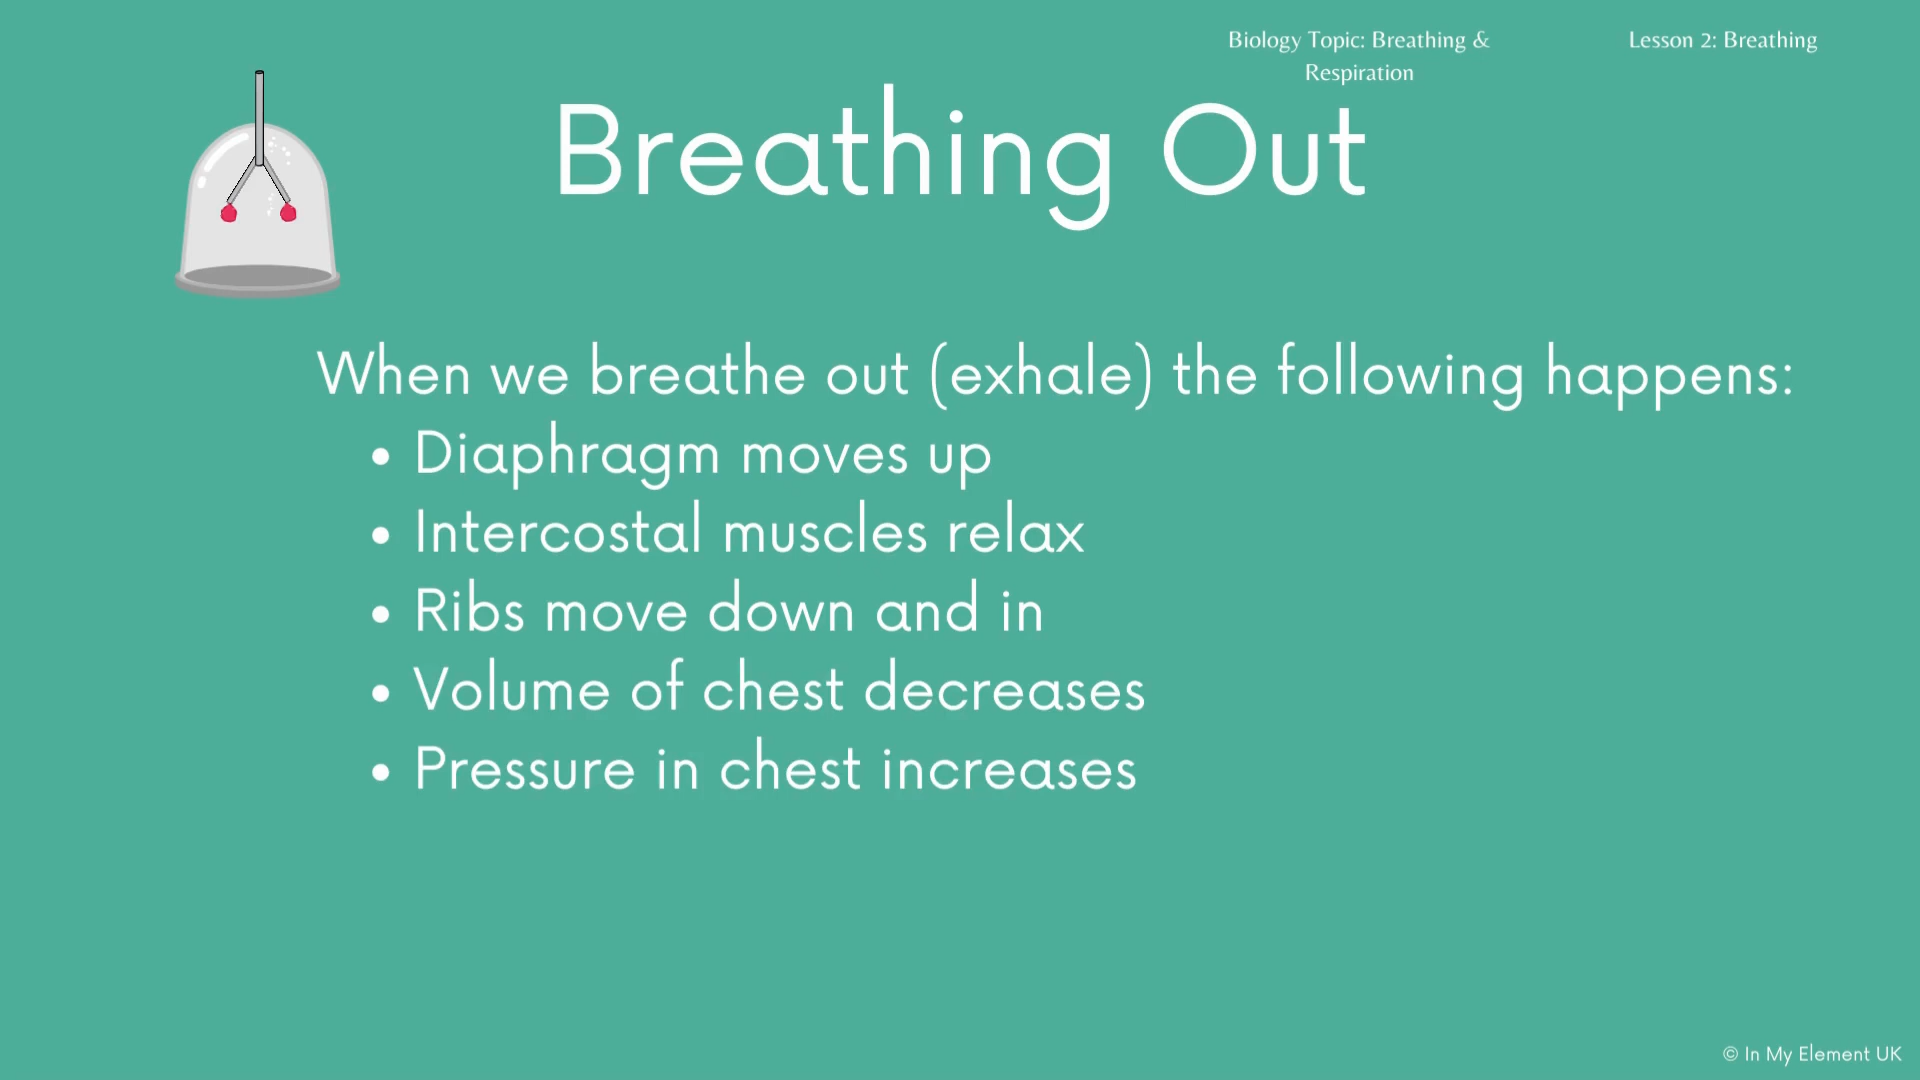 Biology Topic: Breathing &
Respiration
Lesson 2: Breathing
Breathing Out
When we breathe out (exhale) the following happens:
• Diaphragm moves up
• Intercostal muscles relax
• Ribs move down and in
• Volume of chest decreases
• Pressure in chest increases
© In My Element UK